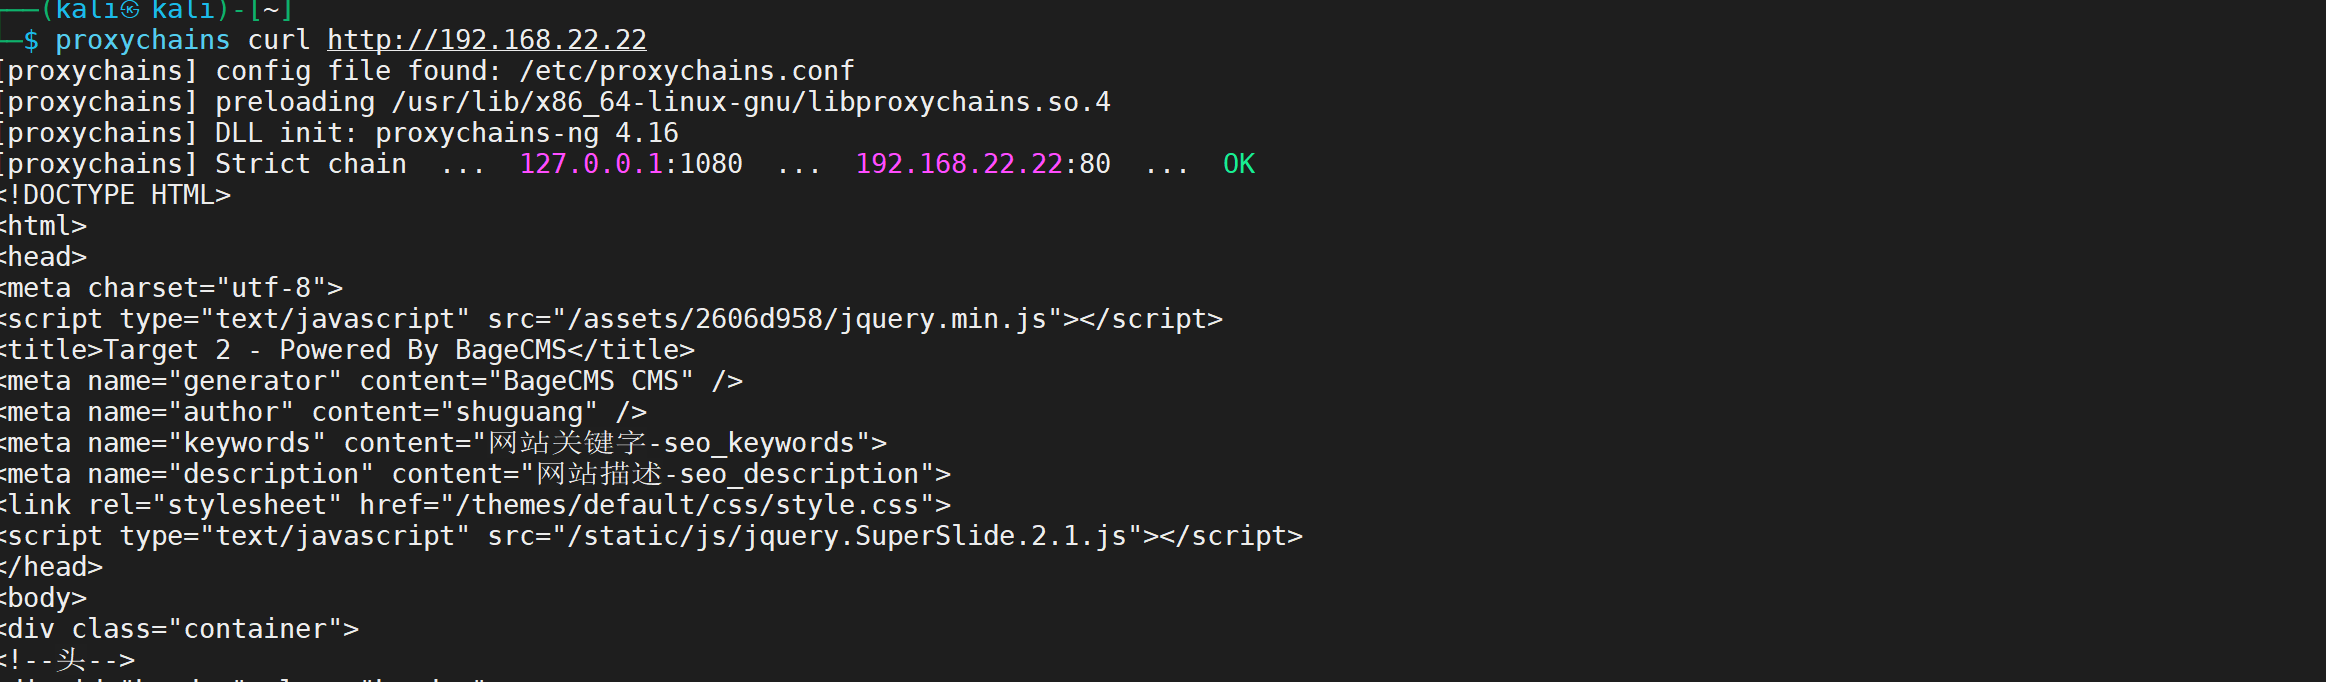 (kali㉿kali)-[~]
$ proxychains curl http://192.168.22.22
[proxychains] config file found: /etc/proxychains.conf
[proxychains] preloading /usr/lib/x86_64-linux-gnu/libproxychains.so.4
[proxychains] DLL init: proxychains-ng 4.16
[proxychains] Strict chain  ...  127.0.0.1:1080  ...  192.168.22.22:80  ...  OK
<!DOCTYPE HTML>
<html>
<head>
<meta charset="utf-8">
<script type="text/javascript" src="/assets/2606d958/jquery.min.js"></script>
<title>Target 2 - Powered By BageCMS</title>
<meta name="generator" content="BageCMS CMS" />
<meta name="author" content="shuguang" />
<meta name="keywords" content="网站关键字-seo_keywords">
<meta name="description" content="网站描述-seo_description">
<link rel="stylesheet" href="/themes/default/css/style.css">
<script type="text/javascript" src="/static/js/jquery.SuperSlide.2.1.js"></script>
</head>
<body>
<div class="container">
<!--头-->